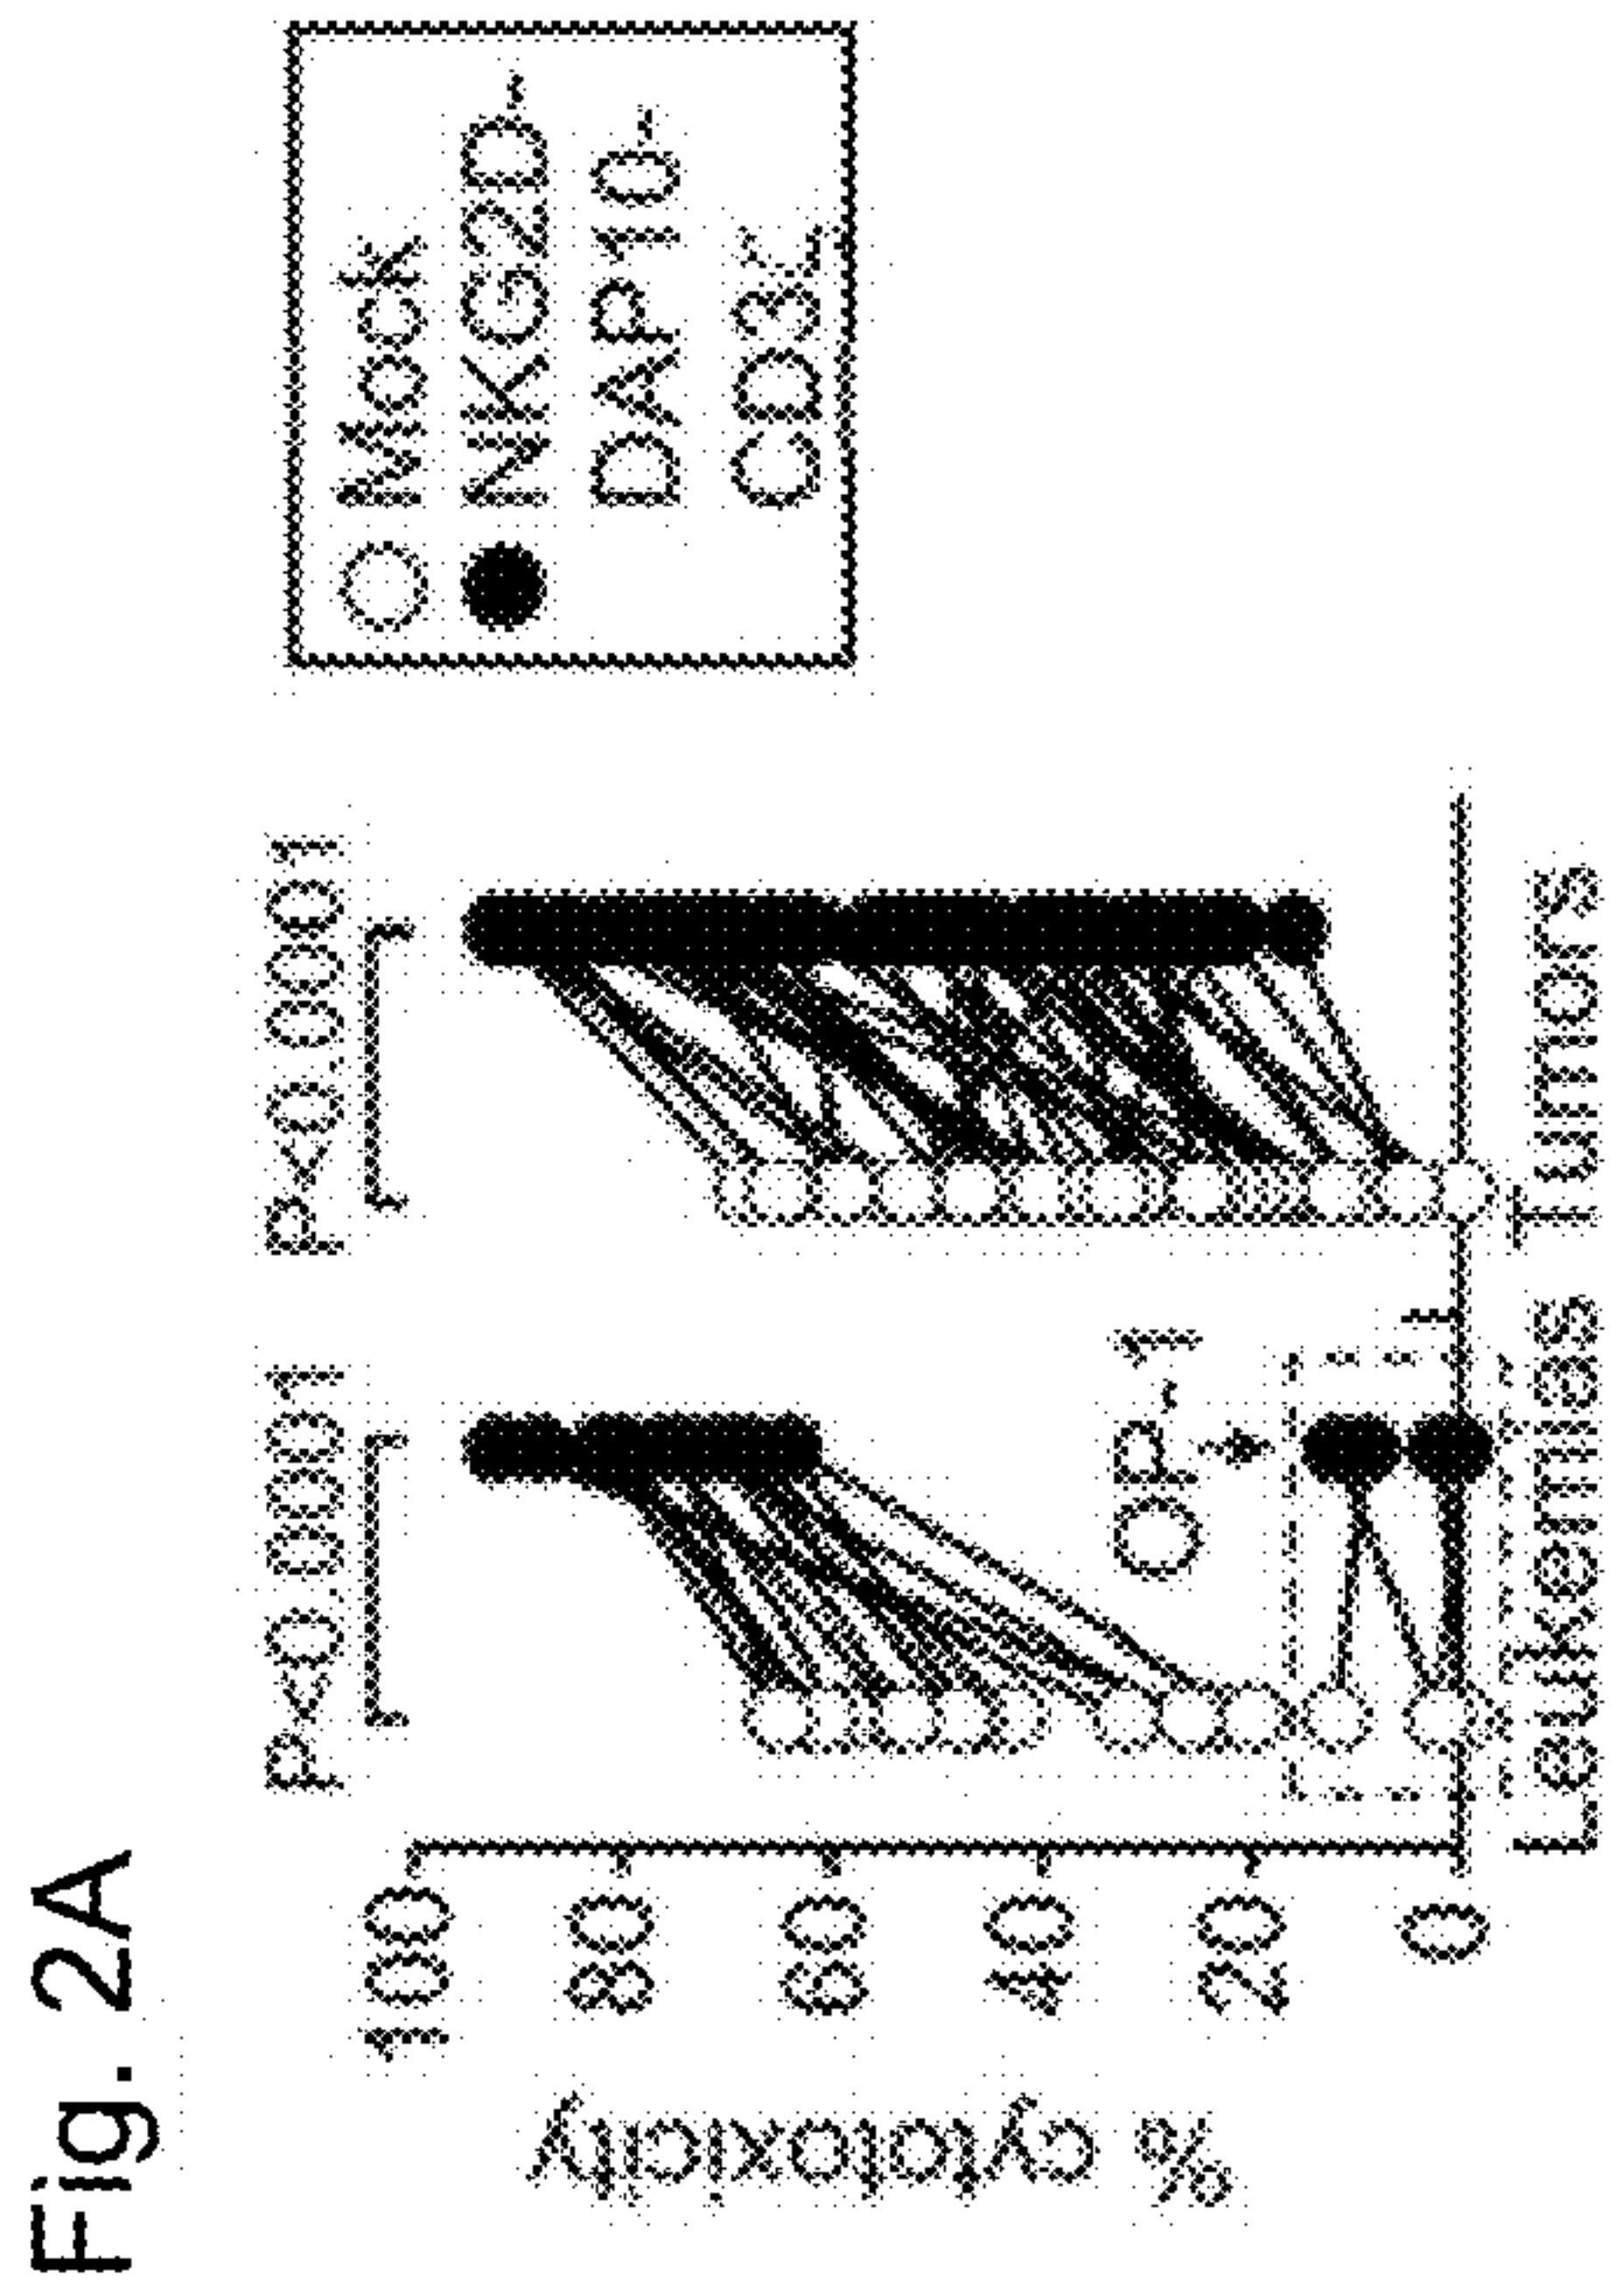 Fig. 2A
P<0.0001
P<0.0001
Mock
NKG2D-
DAP10-
CD3ζ
% cytotoxicity
100
80
60
40
20
0
OP-1
Leukemias
Tumors